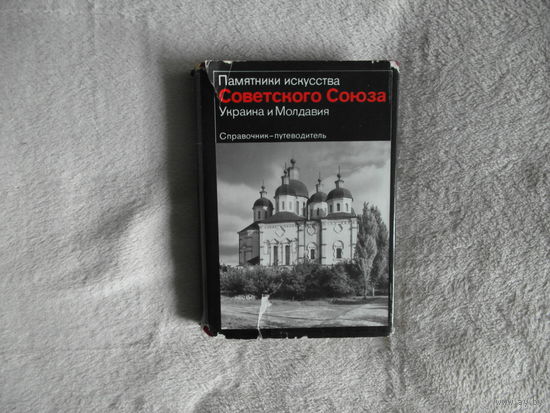 Памятники искусства
Советского Союза
Украина и Молдавия
Справочник-путеводитель